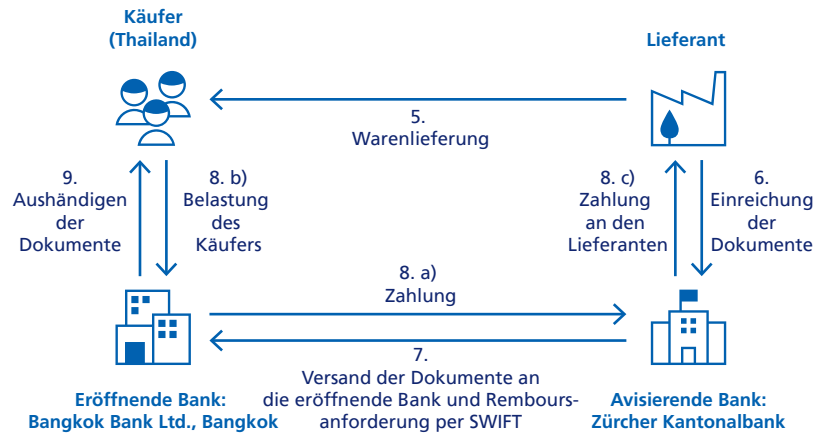 Käufer
(Thailand)
Lieferant
5.
Warenlieferung
9.
Aushändigen
der
Dokumente
8. b)
Belastung
des
Käufers
8. c)
Zahlung
an den
Lieferanten
6.
Einreichung
der
Dokumente
8. a)
Zahlung
7.
Versand der Dokumente an
die eröffnende Bank und Rembours-
anforderung per SWIFT
Eröffnende Bank:
Bangkok Bank Ltd., Bangkok
Avisierende Bank:
Zürcher Kantonalbank